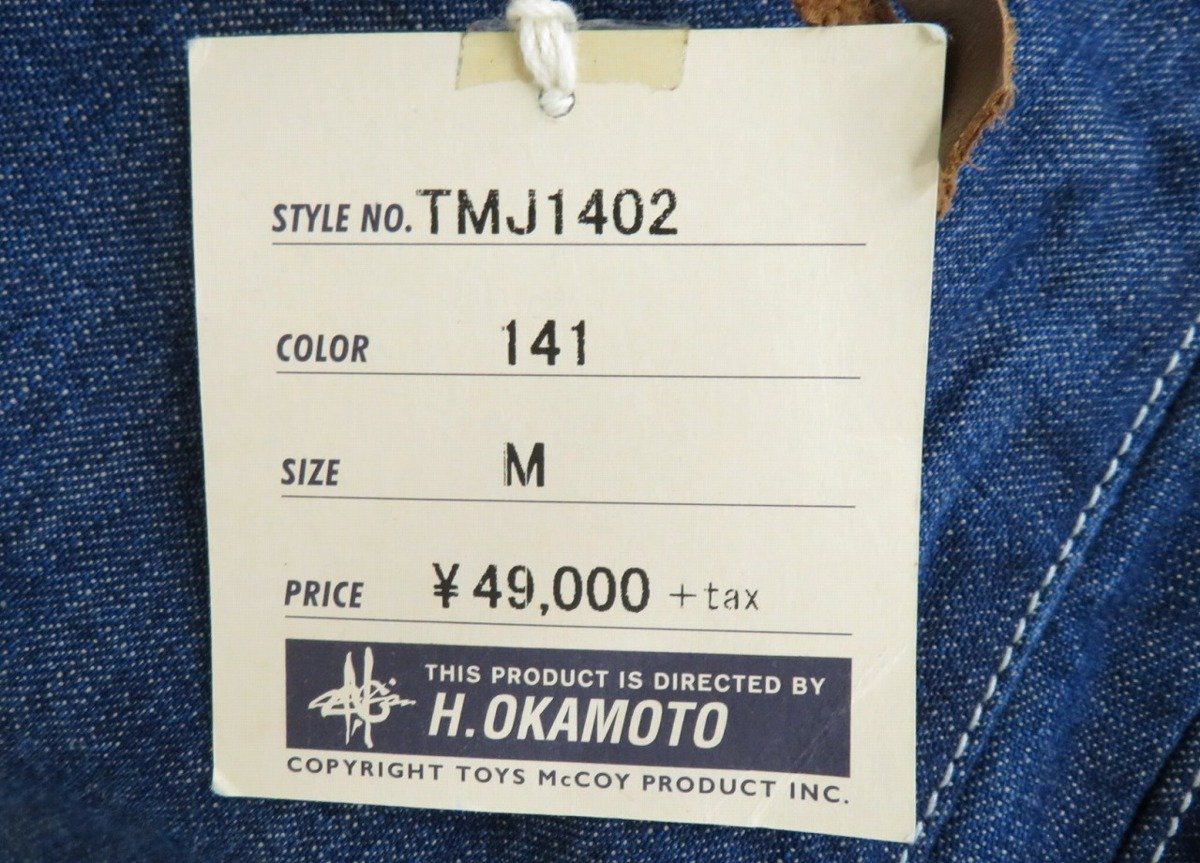 STYLE NO. TMJ1402
COLOR 141
SIZE M
PRICE ¥49,000 +tax
THIS PRODUCT IS DIRECTED BY
H.OKAMOTO
COPYRIGHT TOYS McCOY PRODUCT INC.